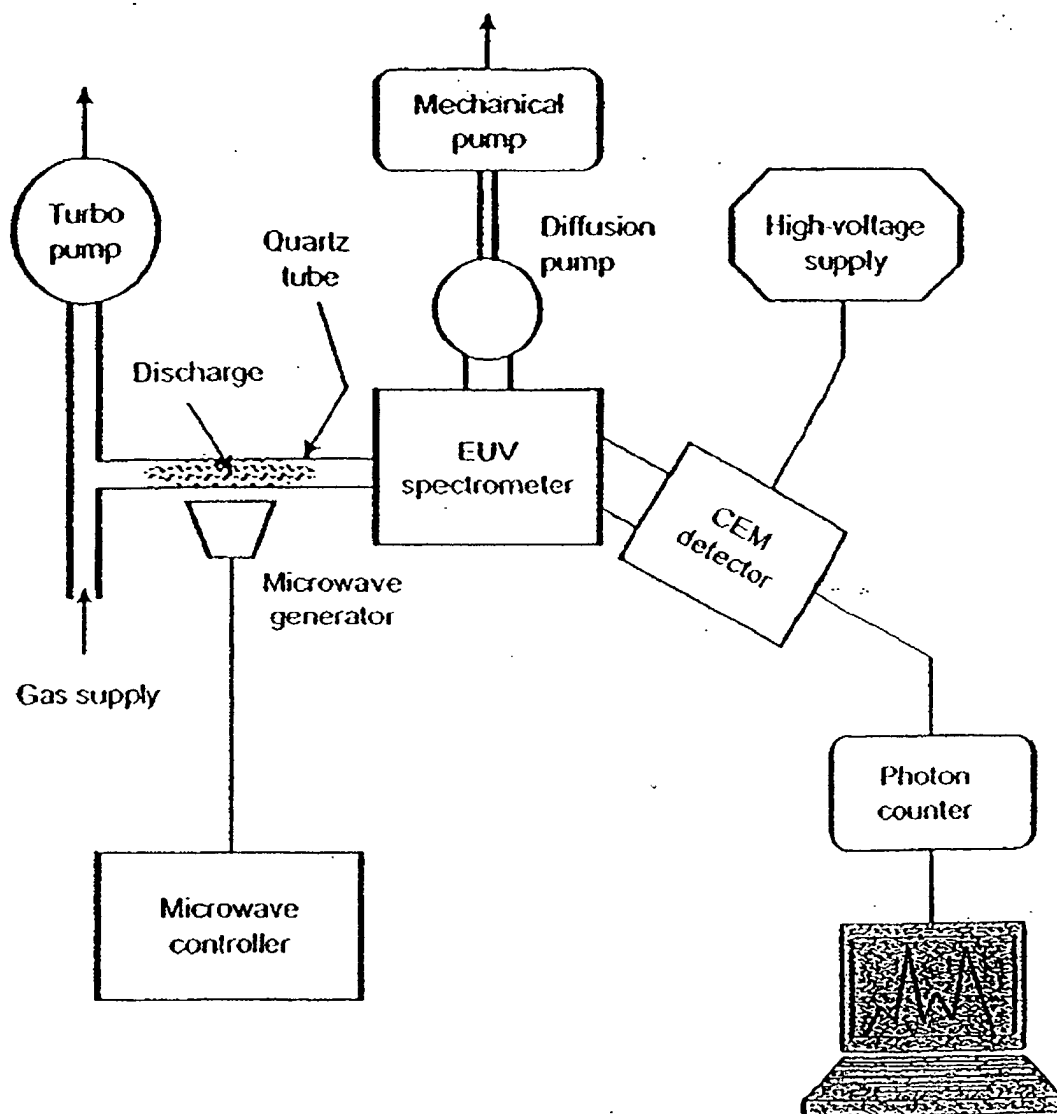 Mechanical
pump
Turbo
pump
Quartz
tube
Diffusion
pump
High-voltage
supply
Discharge
EUV
spectrometer
CEM
detector
Microwave
generator
Gas supply
Photon
counter
Microwave
controller